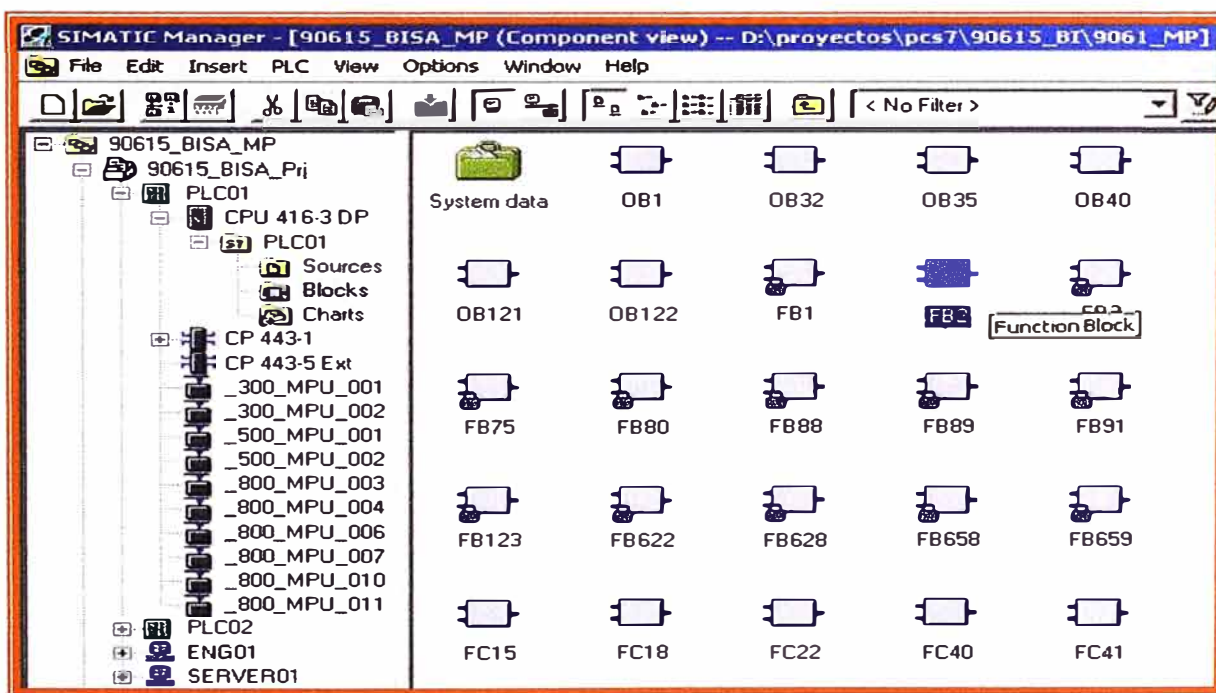 SIMATIC Manager - [90615_BISA_MP (Component view) -- D:\proyectos\pcs7\90615_BI\9061_MP]
File Edit Insert PLC View Options Window Help
< No Filter >
90615_BISA_MP
90615_BISA_Prj
PLC01
CPU 416-3 DP
PLC01
Sources
Blocks
Charts
CP 443-1
CP 443-5 Ext
_300_MPU_001
_300_MPU_002
_500_MPU_001
_500_MPU_002
_800_MPU_003
_800_MPU_004
_800_MPU_006
_800_MPU_007
_800_MPU_010
_800_MPU_011
PLC02
ENG01
SERVER01
System data OB1 OB32 OB35 OB40
OB121 OB122 FB1 FB2
Function Block
FB75 FB80 FB88 FB89 FB91
FB123 FB622 FB628 FB658 FB659
FC15 FC18 FC22 FC40 FC41